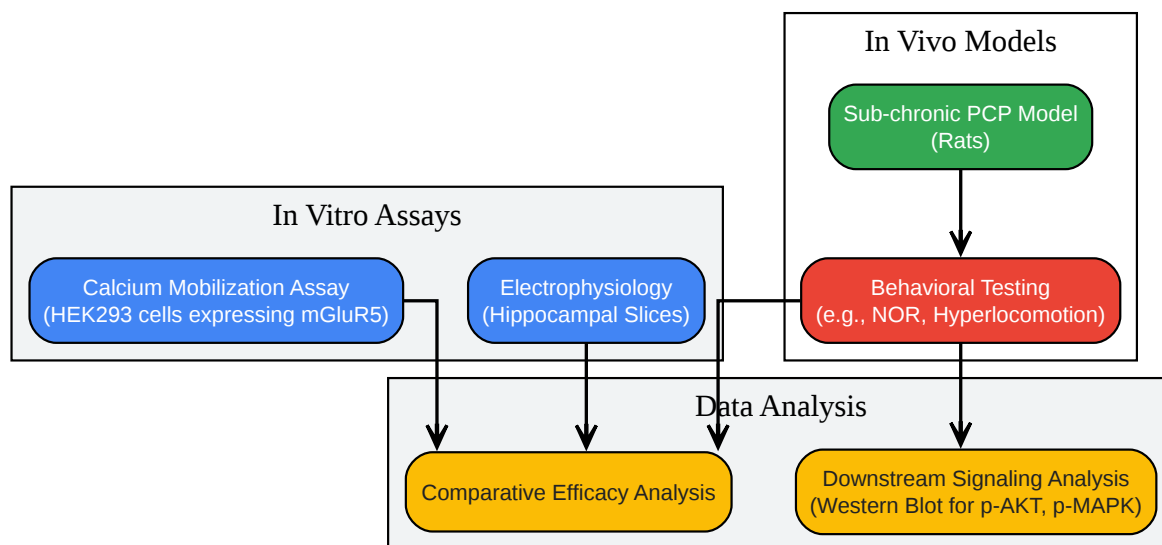 In Vivo Models
Sub-chronic PCP Model
(Rats)
In Vitro Assays
Calcium Mobilization Assay
(HEK293 cells expressing mGluR5)
Electrophysiology
(Hippocampal Slices)
Behavioral Testing
(e.g., NOR, Hyperlocomotion)
Data Analysis
Comparative Efficacy Analysis
Downstream Signaling Analysis
(Western Blot for p-AKT, p-MAPK)